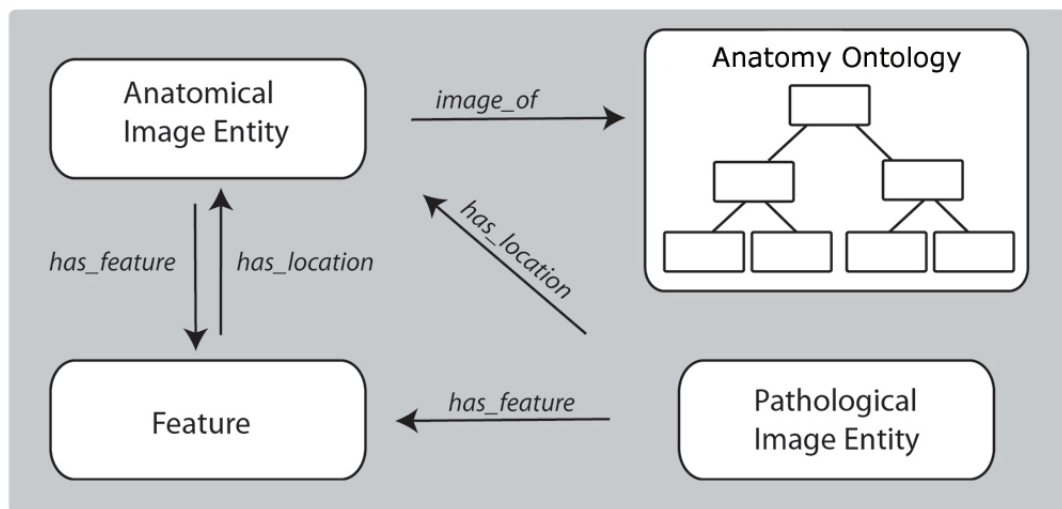 Anatomical
Image Entity
image_of
Anatomy Ontology
has_feature
has_location
has_location
Feature
has_feature
Pathological
Image Entity